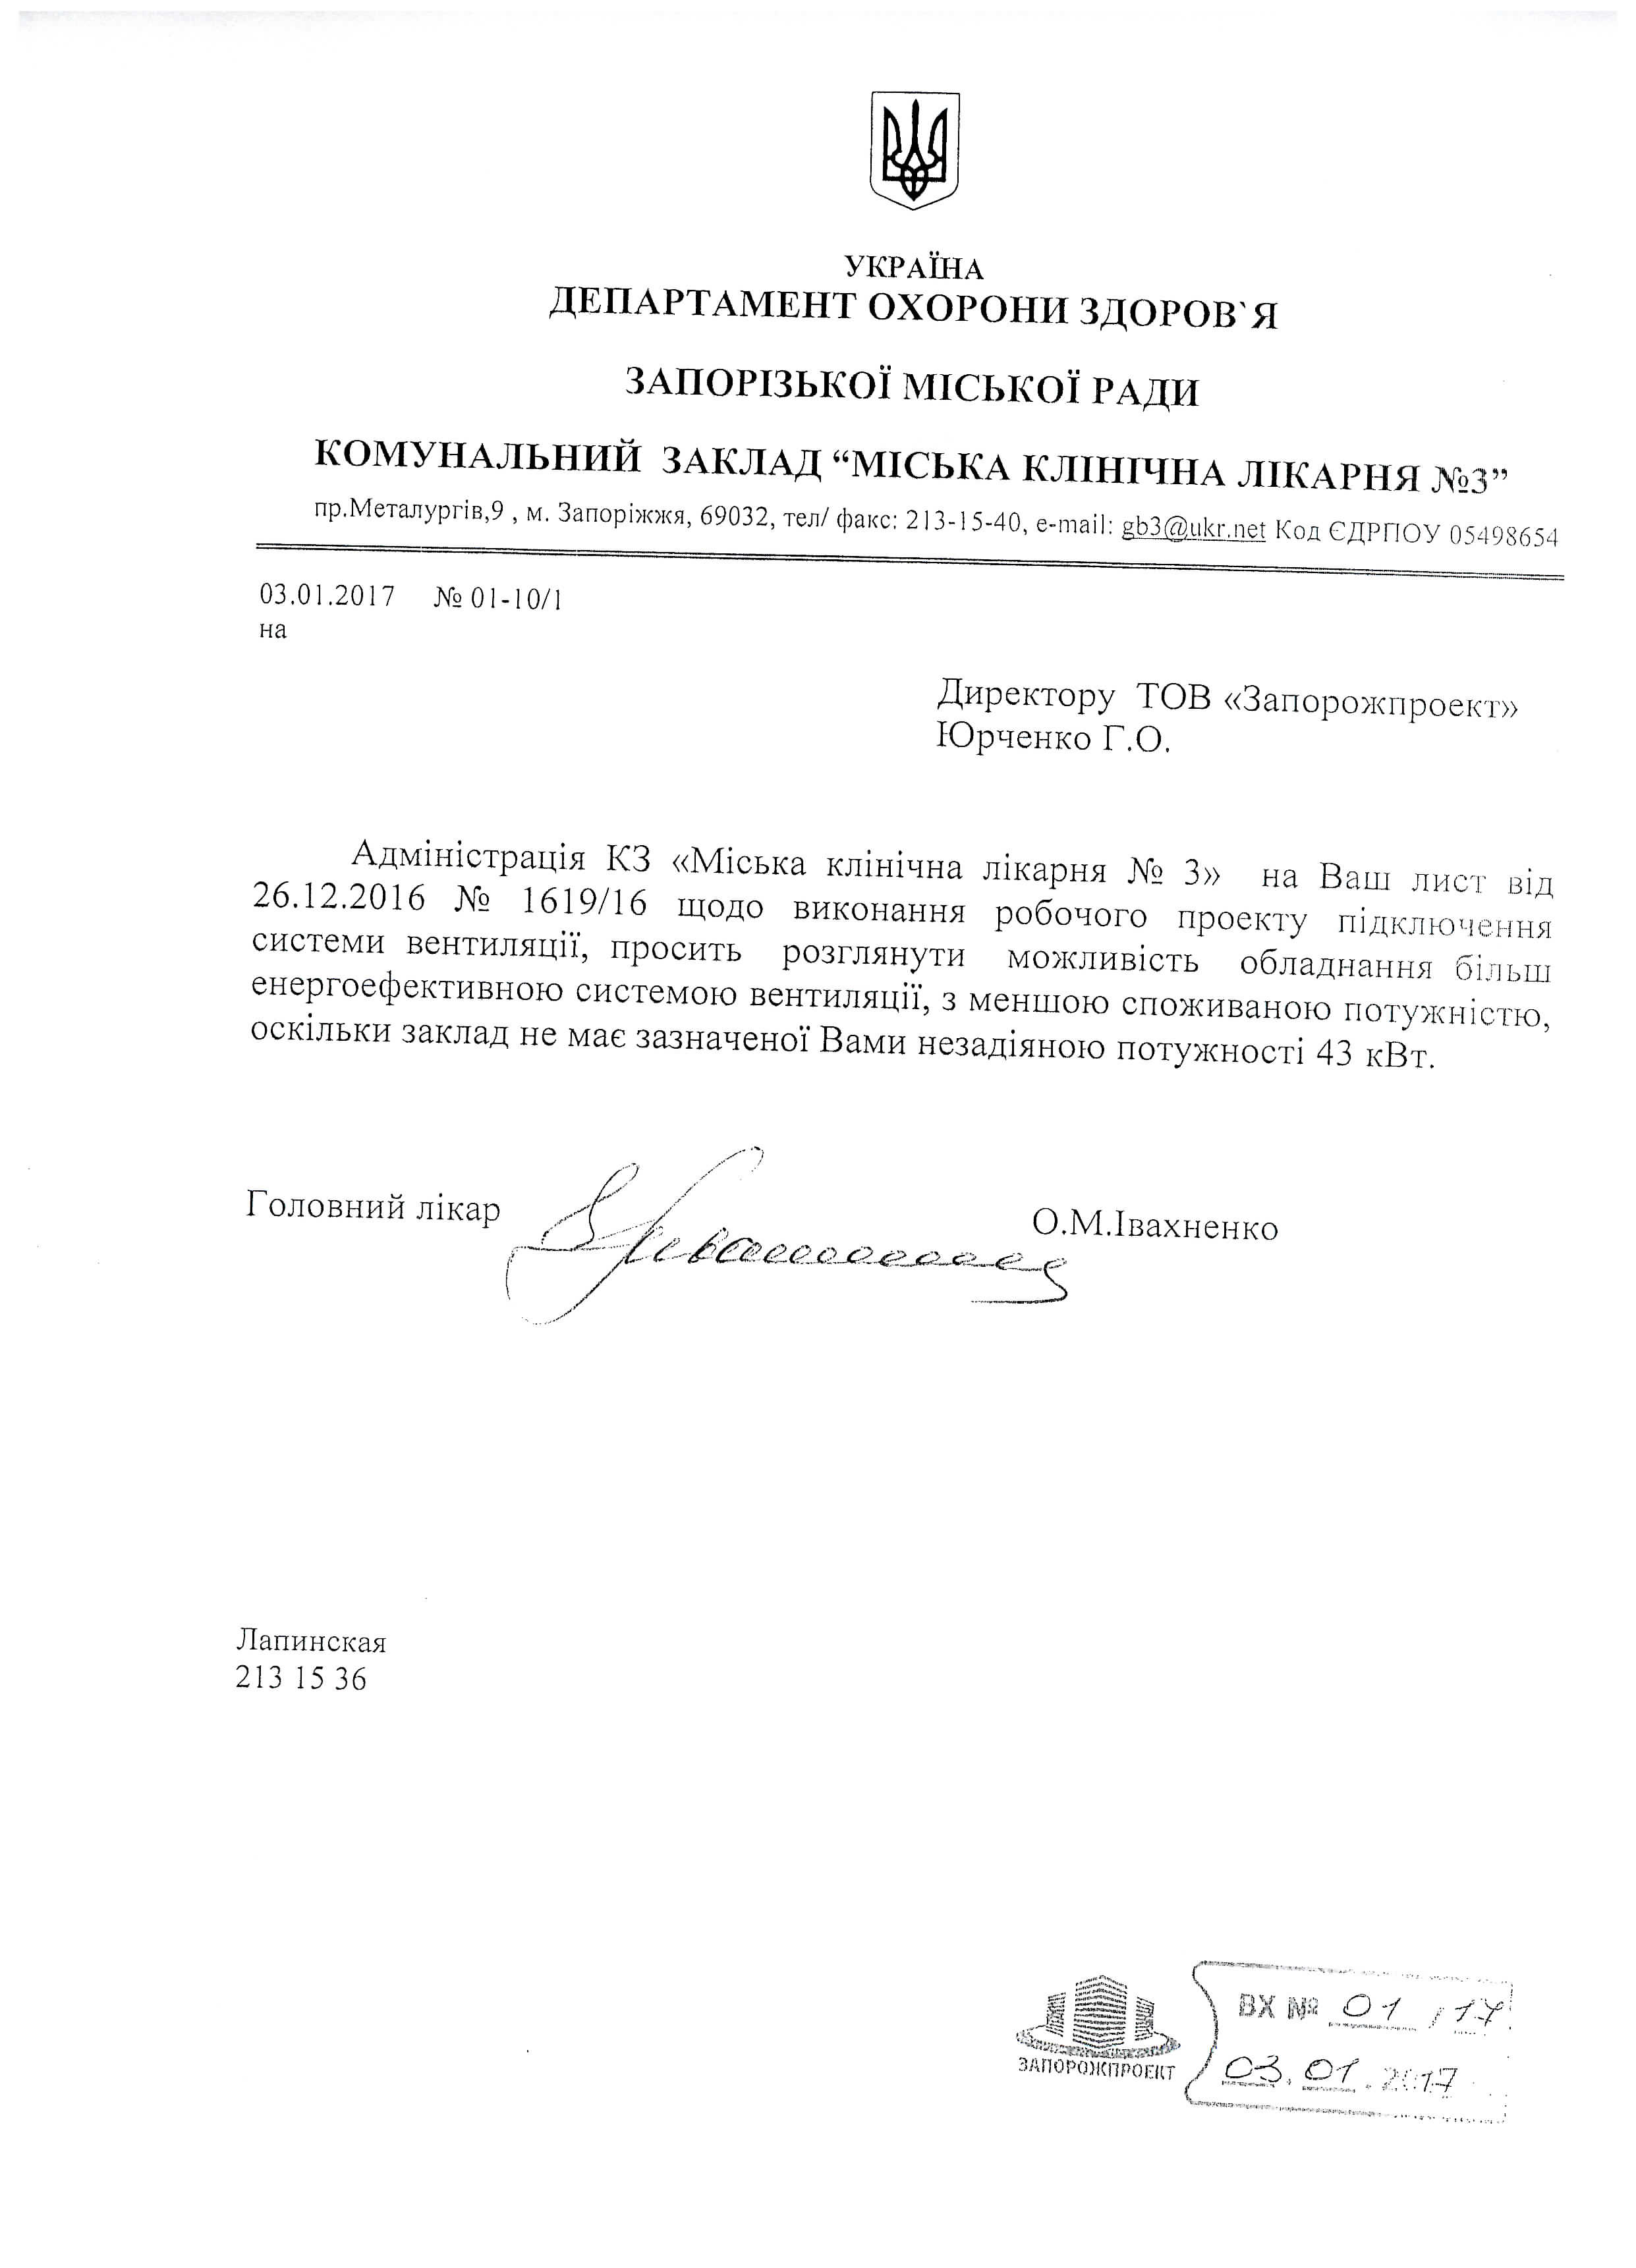 УКРАЇНА
ДЕПАРТАМЕНТ ОХОРОНИ ЗДОРОВ`Я
ЗАПОРІЗЬКОЇ МІСЬКОЇ РАДИ
КОМУНАЛЬНИЙ ЗАКЛАД “МІСЬКА КЛІНІЧНА ЛІКАРНЯ №3”
пр.Металургів,9 , м. Запоріжжя, 69032, тел/ факс: 213-15-40, e-mail: gb3@ukr.net Код ЄДРПОУ 05498654
03.01.2017 № 01-10/1
на
Директору ТОВ «Запорожпроект»
Юрченко Г.О.
Адміністрація КЗ «Міська клінічна лікарня № 3» на Ваш лист від
26.12.2016 № 1619/16 щодо виконання робочого проекту підключення
системи вентиляції, просить розглянути можливість обладнання більш
енергоефективною системою вентиляції, з меншою споживаною потужністю,
оскільки заклад не має зазначеної Вами незадіяною потужності 43 кВт.
Головний лікар О.М.Івахненко
Лапинская
213 15 36
ЗАПОРОЖПРОЕКТ
ВХ № 01 / 17
03.01.2017